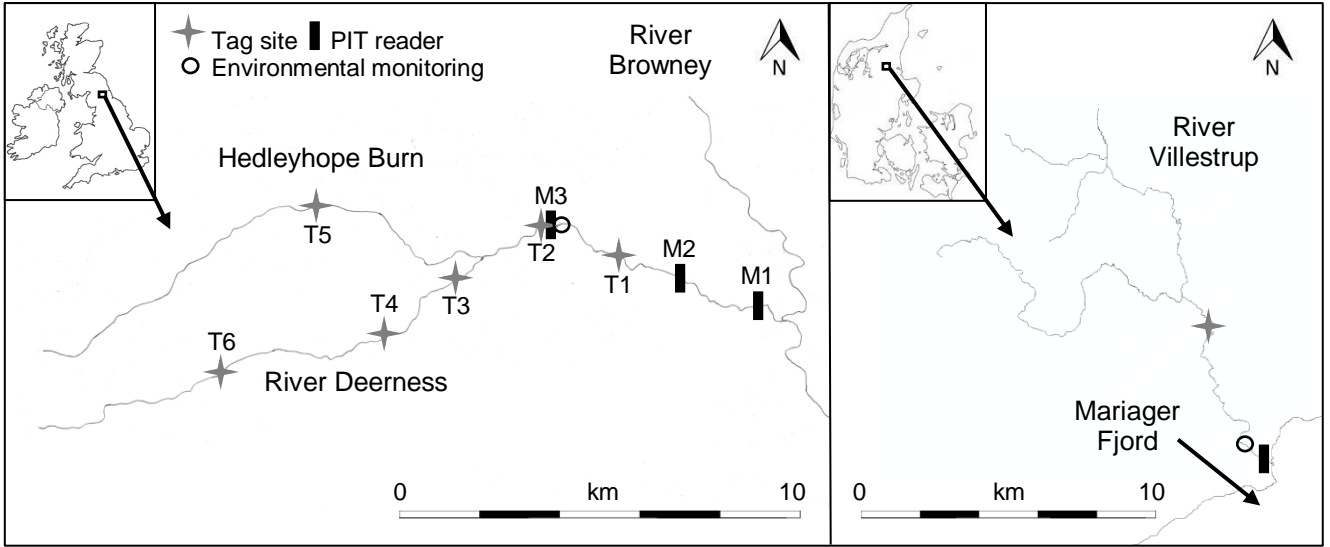 Tag site PIT reader
Environmental monitoring
River
Browney
N
Hedleyhope Burn
M3
T5
T2
T1
M2
M1
T3
T4
T6
River Deerness
0 km 10
N
River
Villestrup
Mariager
Fjord
0 km 10